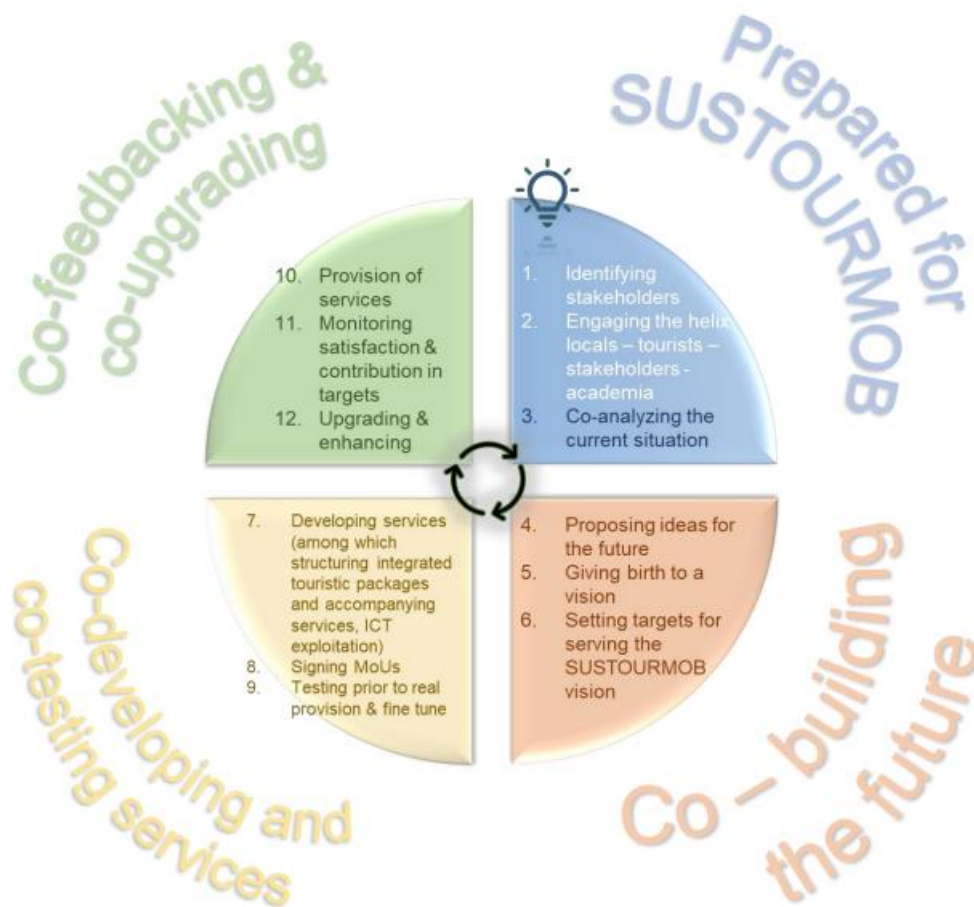 Prepared for
SUSTOURMOB
1. Identifying
stakeholders
2. Engaging the helix
locals – tourists –
stakeholders -
academia
3. Co-analyzing the
current situation
Co – building
the future
4. Proposing ideas for
the future
5. Giving birth to a
vision
6. Setting targets for
serving the
SUSTOURMOB
vision
Co-developing and
co-testing services
7. Developing services
(among which
structuring integrated
touristic packages
and accompanying
services, ICT
exploitation)
8. Signing MoUs
9. Testing prior to real
provision & fine tune
Co-feedbacking &
co-upgrading
10. Provision of
services
11. Monitoring
satisfaction &
contribution in
targets
12. Upgrading &
enhancing